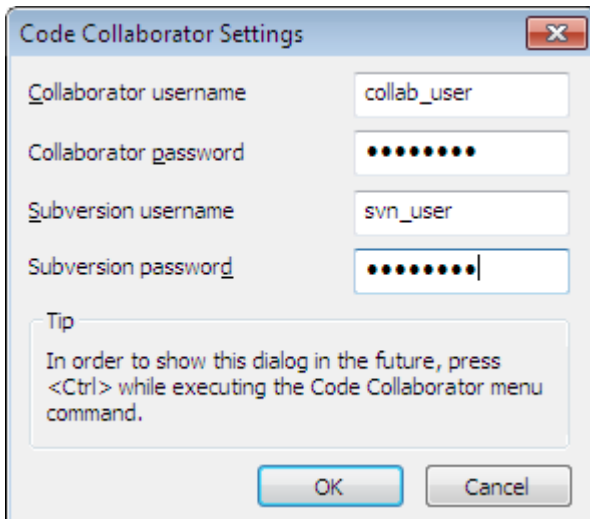 Code Collaborator Settings
Collaborator username collab_user
Collaborator password ●●●●●●●●
Subversion username svn_user
Subversion password ●●●●●●●●
Tip
In order to show this dialog in the future, press
<Ctrl> while executing the Code Collaborator menu
command.
OK Cancel